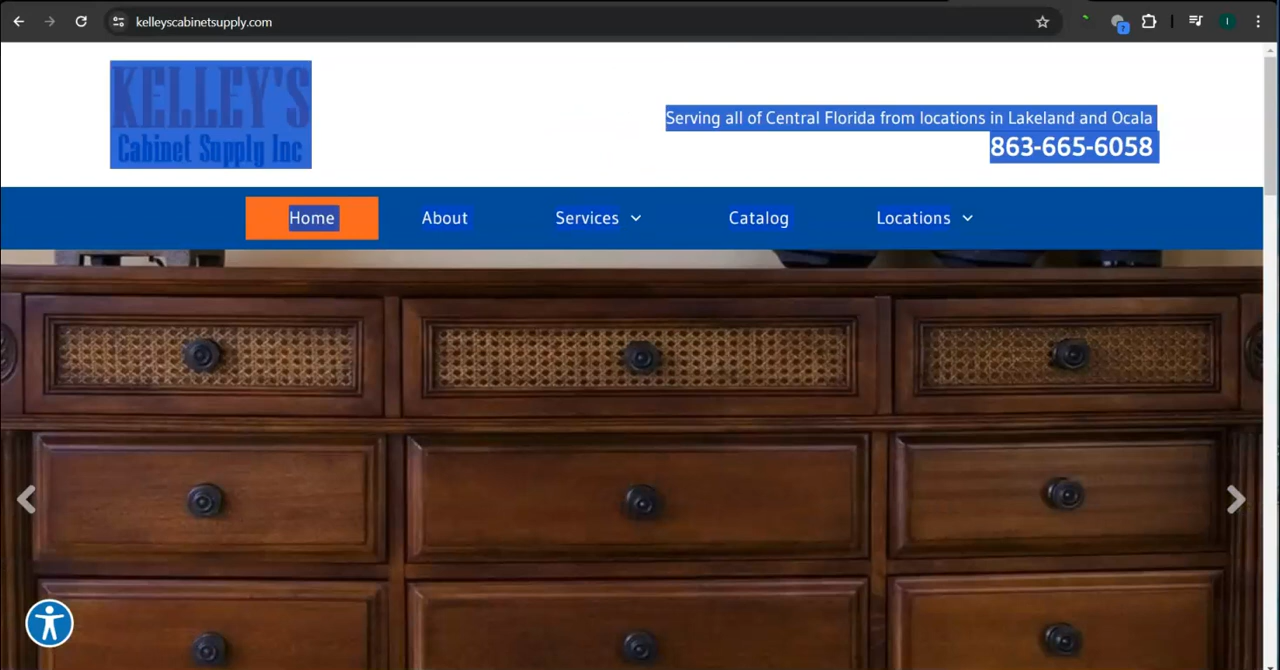 kelleyscabinetsupply.com
KELLEY'S
Cabinet Supply Inc
Serving all of Central Florida from locations in Lakeland and Ocala
863-665-6058
Home About Services Catalog Locations